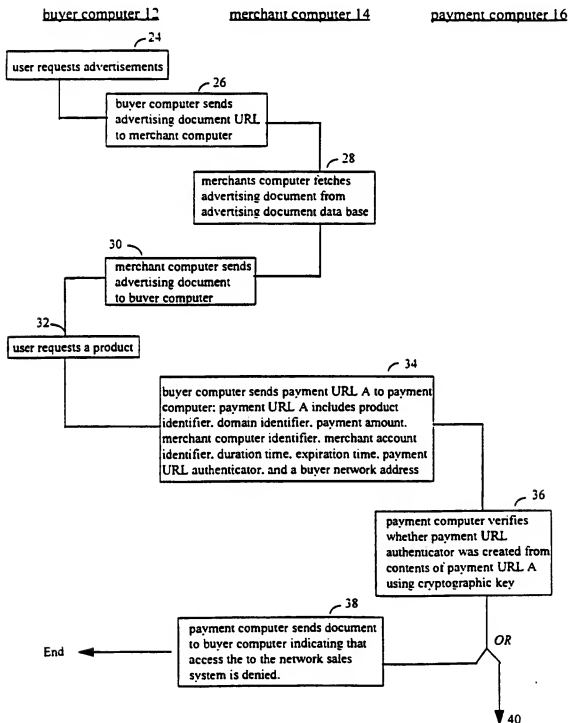 buyer computer 12 merchant computer 14 payment computer 16
24
user requests advertisements
26
buyer computer sends
advertising document URL
to merchant computer
28
merchants computer fetches
advertising document from
advertising document data base
30
merchant computer sends
advertising document
to buyer computer
32
user requests a product
34
buyer computer sends payment URL A to payment
computer; payment URL A includes product
identifier, domain identifier, payment amount,
merchant computer identifier, merchant account
identifier, duration time, expiration time, payment
URL authenticator, and a buyer network address
36
payment computer verifies
whether payment URL
authenticator was created from
contents of payment URL A
using cryptographic key
38
payment computer sends document
to buyer computer indicating that
access the to the network sales
system is denied.
End
OR
40